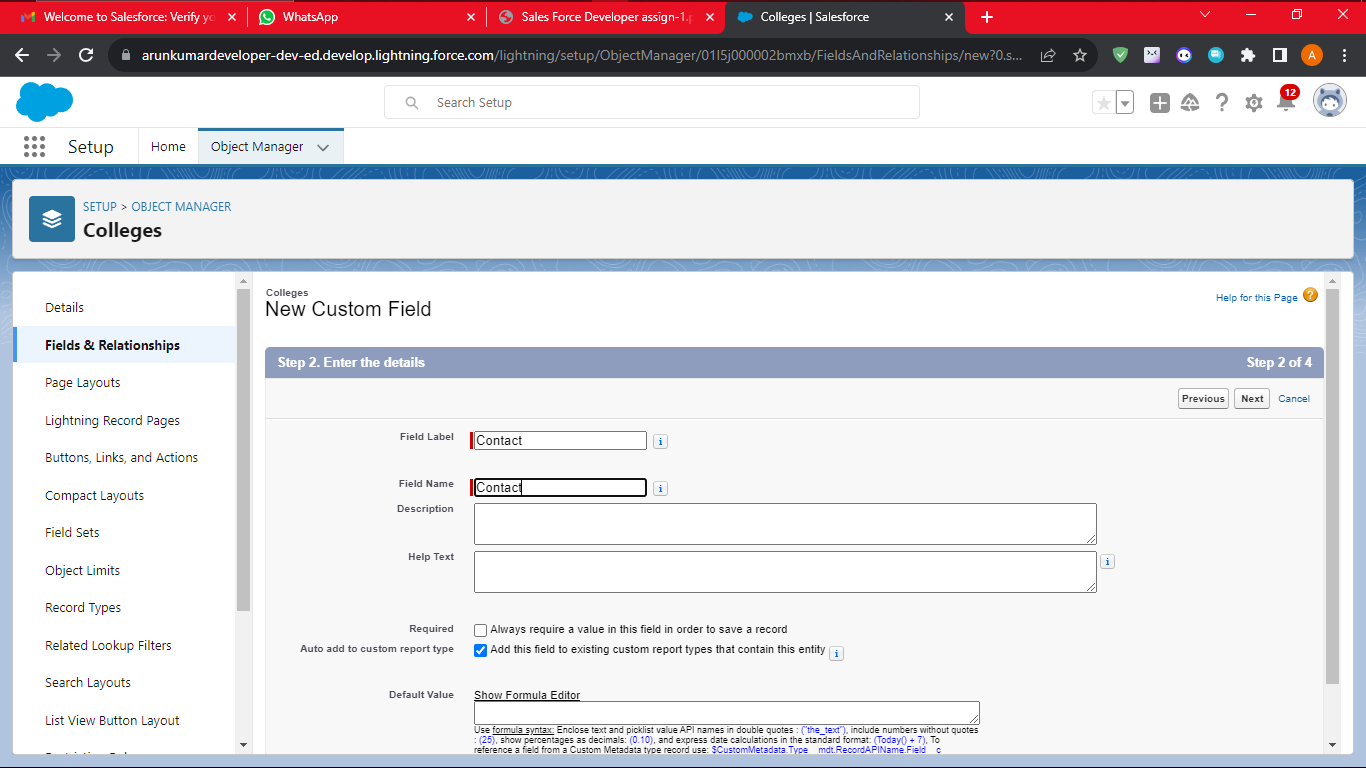 Welcome to Salesforce: Verify yo
WhatsApp
Sales Force Developer assign-1.p
Colleges | Salesforce
arunkumardeveloper-dev-ed.develop.lightning.force.com/lightning/setup/ObjectManager/01I5j000002bmxb/FieldsAndRelationships/new?0.s...
A
Search Setup
12
Setup
Home
Object Manager
SETUP > OBJECT MANAGER
Colleges
Details
Fields & Relationships
Page Layouts
Lightning Record Pages
Buttons, Links, and Actions
Compact Layouts
Field Sets
Object Limits
Record Types
Related Lookup Filters
Search Layouts
List View Button Layout
Colleges
New Custom Field
Help for this Page
Step 2. Enter the details
Step 2 of 4
Previous
Next
Cancel
Field Label
Contact
Field Name
Contact
Description
Help Text
Required
Always require a value in this field in order to save a record
Auto add to custom report type
Add this field to existing custom report types that contain this entity
Default Value
Show Formula Editor
Use formula syntax: Enclose text and picklist value API names in double quotes : ("the_text"), include numbers without quotes
: (25), show percentages as decimals: (0.10), and express date calculations in the standard format: (Today() + 7), To
reference a field from a Custom Metadata type record use: $CustomMetadata.Type__mdt.RecordAPIName.Field__c